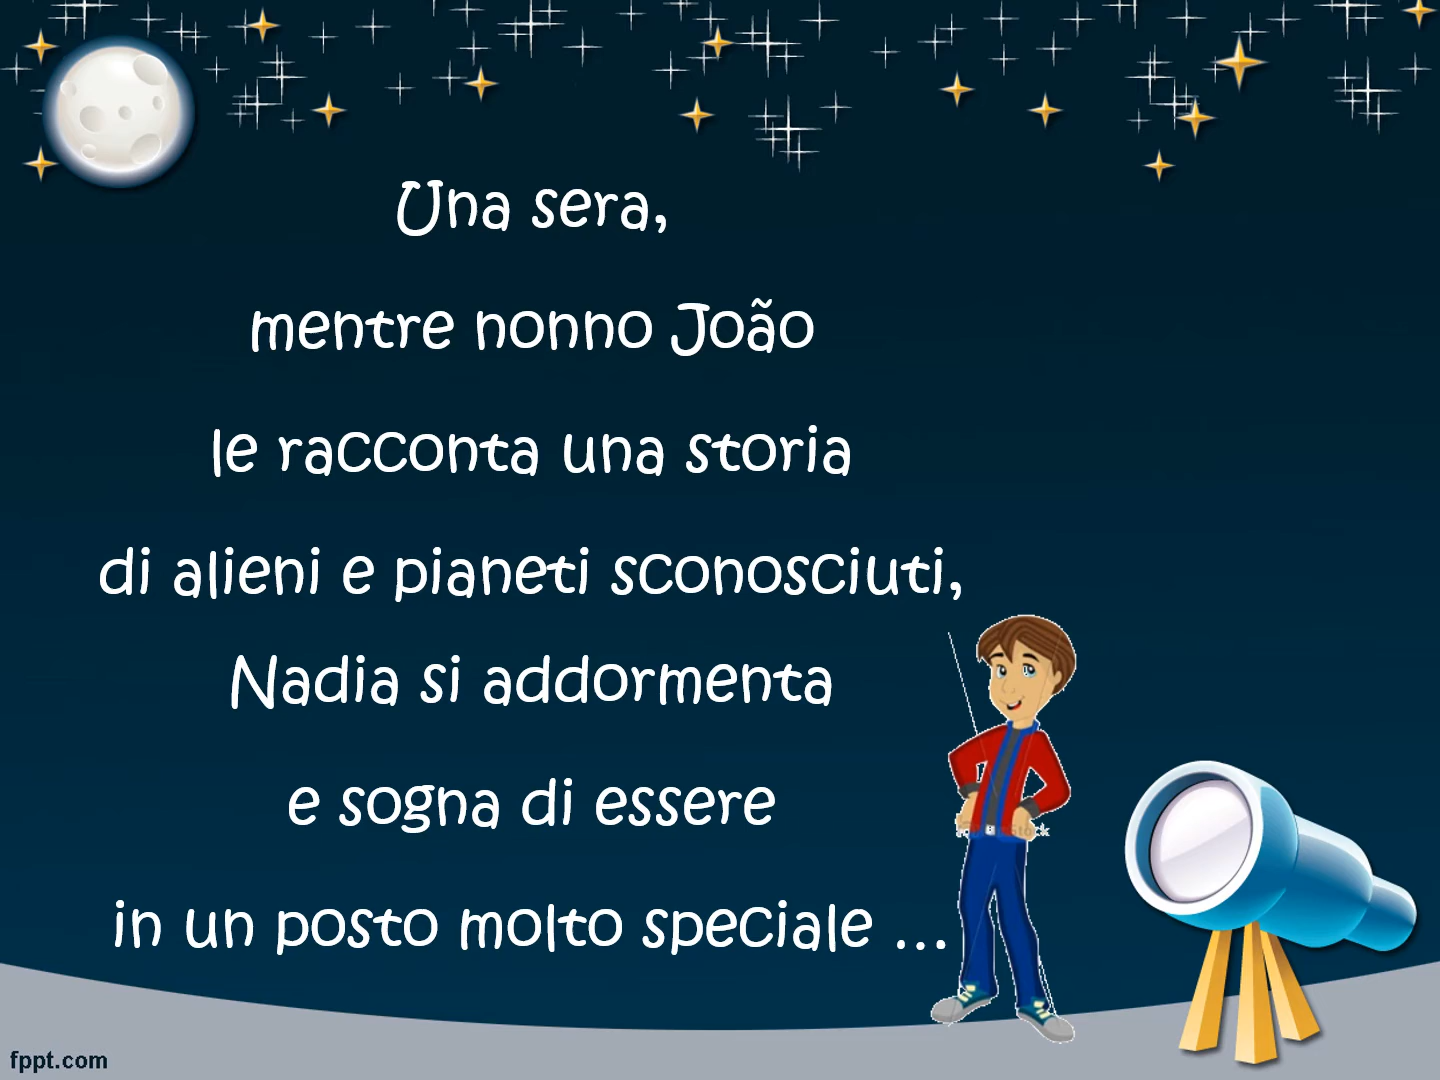 Una sera,
mentre nonno João
le racconta una storia
di alieni e pianeti sconosciuti,
Nadia si addormenta
e sogna di essere
in un posto molto speciale ...
fppt.com